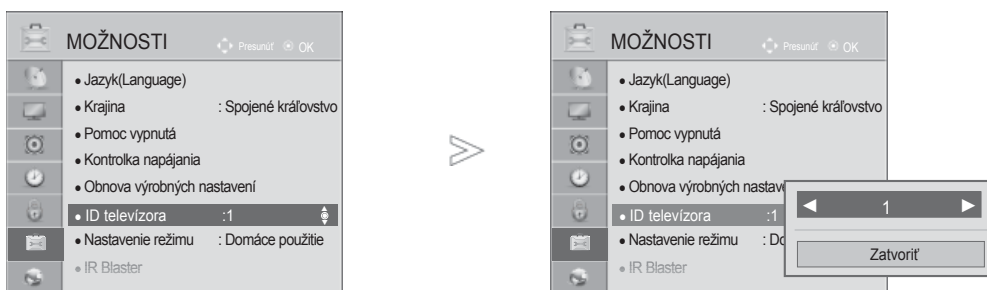 MOŽNOSTI Presunúť OK
• Jazyk(Language)
• Krajina : Spojené kráľovstvo
• Pomoc vypnutá
• Kontrolka napájania
• Obnova výrobných nastavení
• ID televízora :1
• Nastavenie režimu : Domáce použitie
• IR Blaster
MOŽNOSTI Presunúť OK
• Jazyk(Language)
• Krajina : Spojené kráľovstvo
• Pomoc vypnutá
• Kontrolka napájania
• Obnova výrobných nastav
• ID televízora :1
• Nastavenie režimu : Do
• IR Blaster
◄ 1 ►
Zatvoriť